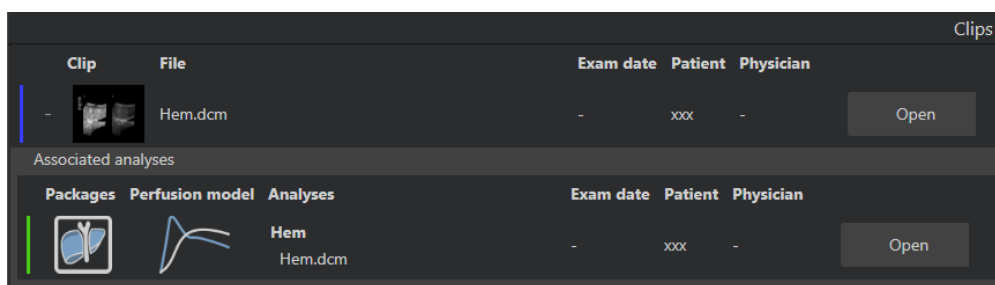 Clips
Clip File Exam date Patient Physician
- Hem.dcm - xxx - Open
Associated analyses
Packages Perfusion model Analyses Exam date Patient Physician
Hem
- xxx - Open
Hem.dcm